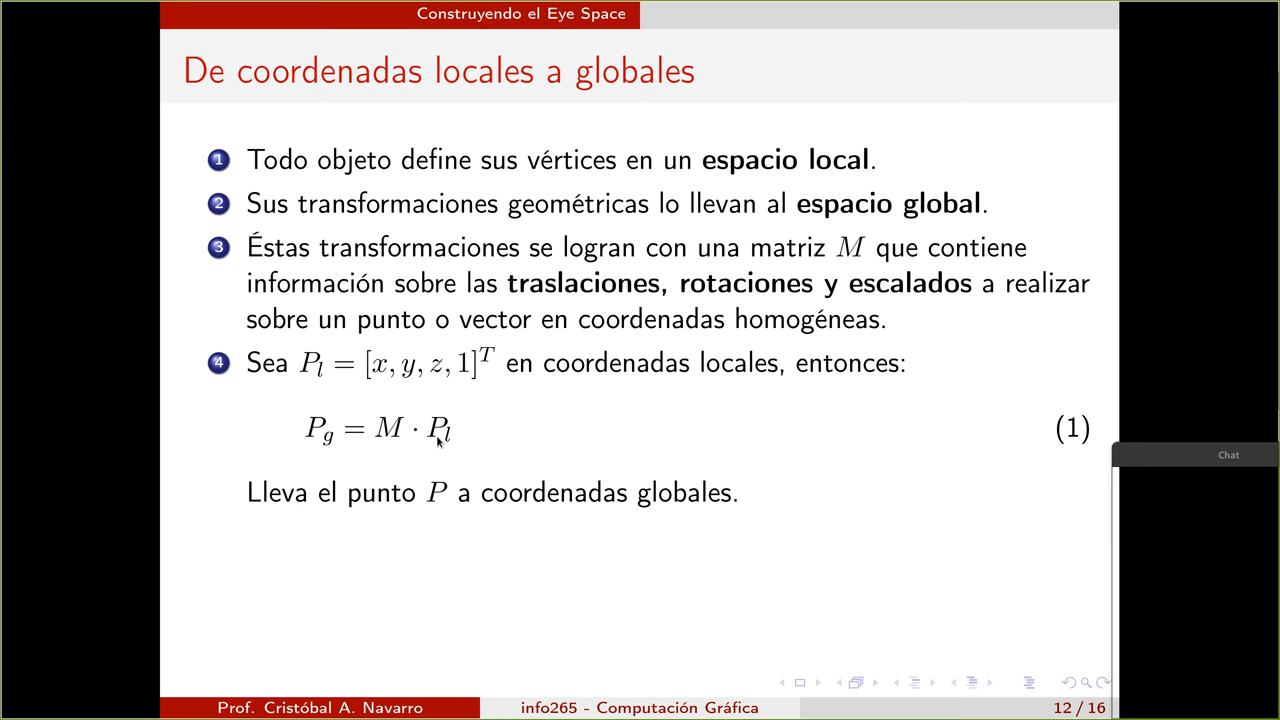 Construyendo el Eye Space
De coordenadas locales a globales
1 Todo objeto define sus vértices en un espacio local.
2 Sus transformaciones geométricas lo llevan al espacio global.
3 Éstas transformaciones se logran con una matriz M que contiene
información sobre las traslaciones, rotaciones y escalados a realizar
sobre un punto o vector en coordenadas homogéneas.
4 Sea P_l = [x, y, z, 1]^T en coordenadas locales, entonces:
P_g = M · P_l (1)
Chat
Lleva el punto P a coordenadas globales.
Prof. Cristóbal A. Navarro info265 - Computación Gráfica 12 / 16